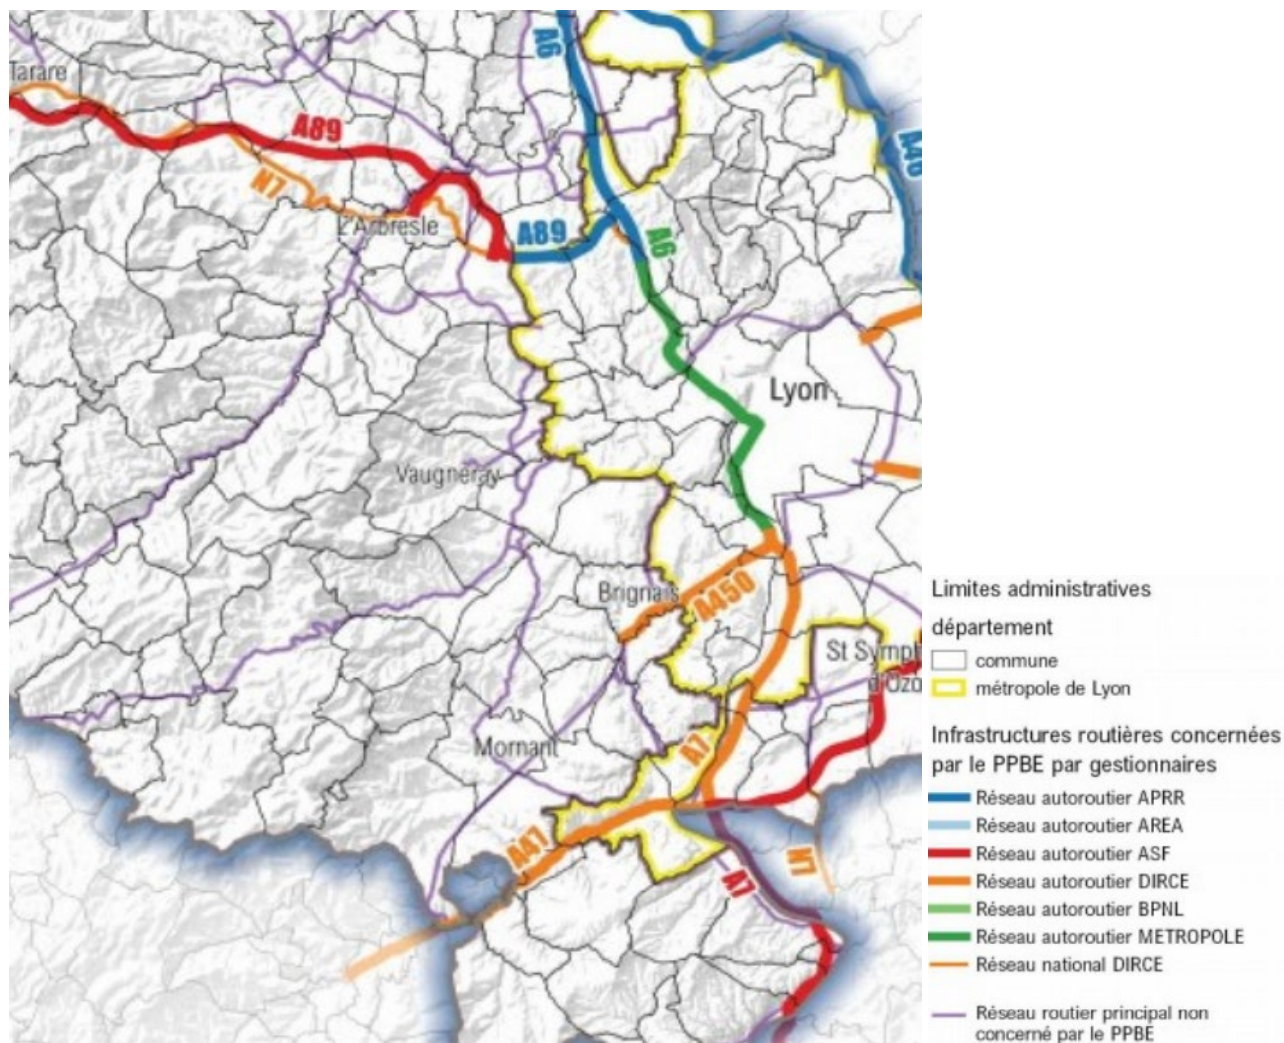 A6
Tarare
A89
A46
N7
L'Arbresle
A89
A6
Lyon
Vaugneray
Brignais
A450
St Symph
d'Ozo
Mornant
A7
A47
N7
A7
Limites administratives
département
commune
métropole de Lyon
Infrastructures routières concernées
par le PPBE par gestionnaires
Réseau autoroutier APRR
Réseau autoroutier AREA
Réseau autoroutier ASF
Réseau autoroutier DIRCE
Réseau autoroutier BPNL
Réseau autoroutier METROPOLE
Réseau national DIRCE
Réseau routier principal non
concerné par le PPBE